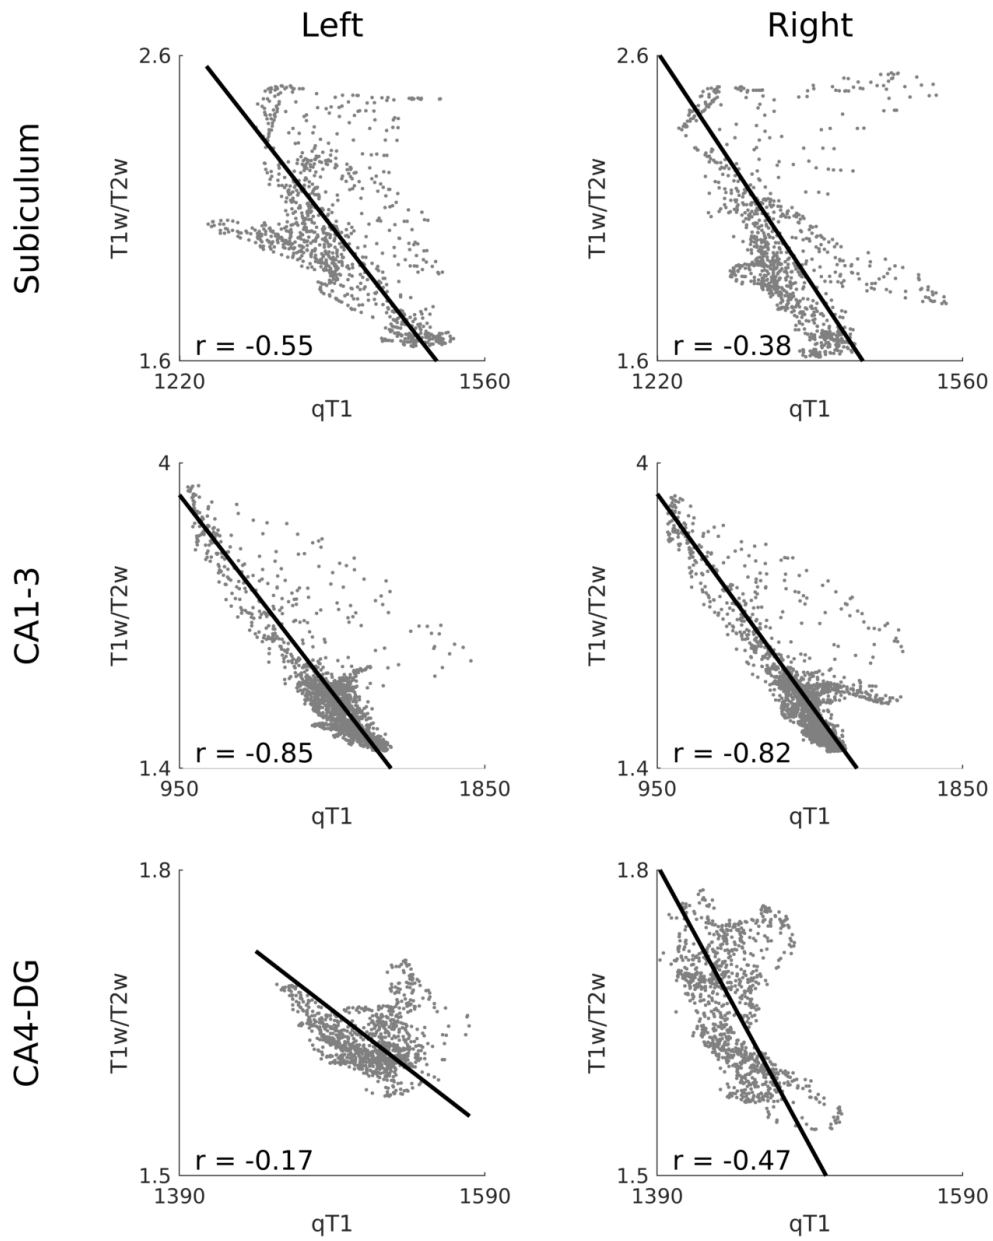 Left Right
Subiculum
2.6
T1w/T2w
1.6
r = -0.55
1220 1560
qT1
2.6
T1w/T2w
1.6
r = -0.38
1220 1560
qT1
CA1-3
4
T1w/T2w
1.4
r = -0.85
950 1850
qT1
4
T1w/T2w
1.4
r = -0.82
950 1850
qT1
CA4-DG
1.8
T1w/T2w
1.5
r = -0.17
1390 1590
qT1
1.8
T1w/T2w
1.5
r = -0.47
1390 1590
qT1